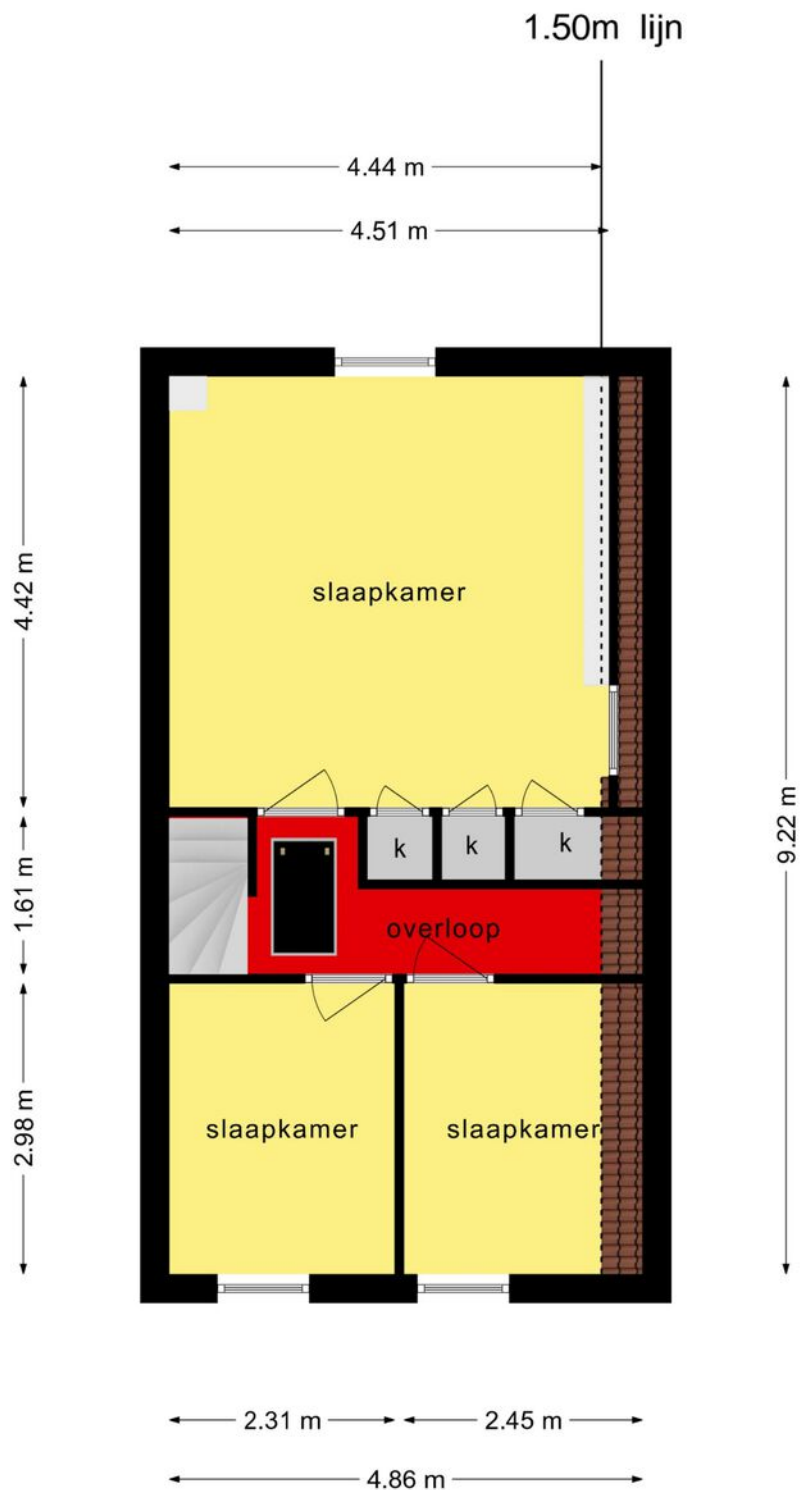 1.50m lijn
4.44 m
4.51 m
4.42 m
slaapkamer
9.22 m
k
k
k
1.61 m
overloop
2.98 m
slaapkamer
slaapkamer
2.31 m
2.45 m
4.86 m